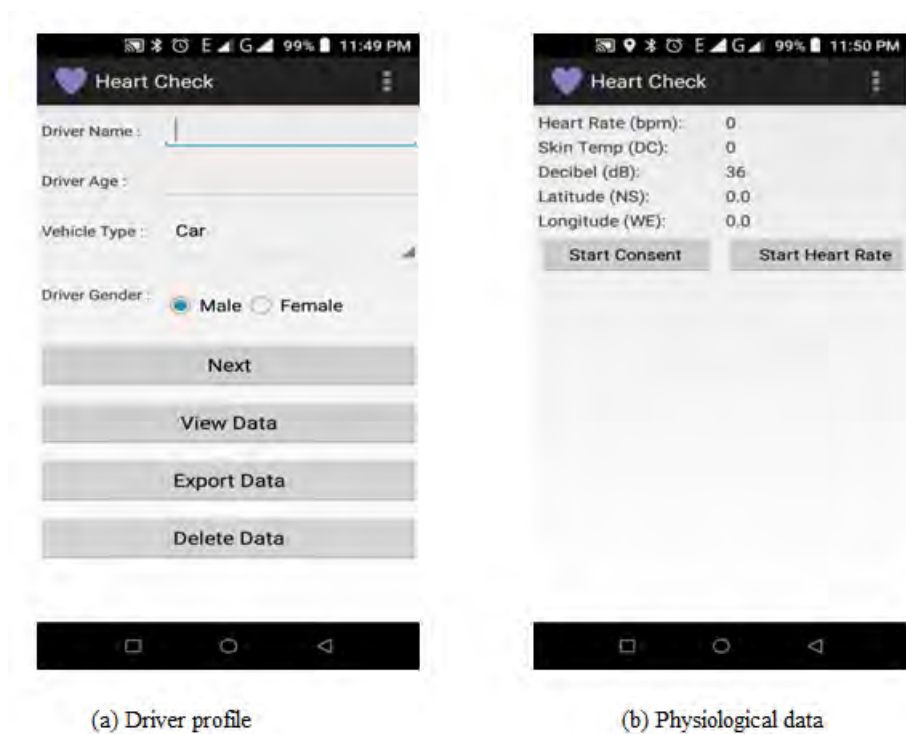 E G 99% 11:49 PM
Heart Check
Driver Name :
Driver Age :
Vehicle Type : Car
Driver Gender : Male Female
Next
View Data
Export Data
Delete Data
(a) Driver profile
E G 99% 11:50 PM
Heart Check
Heart Rate (bpm): 0
Skin Temp (DC): 0
Decibel (dB): 36
Latitude (NS): 0.0
Longitude (WE): 0.0
Start Consent Start Heart Rate
(b) Physiological data